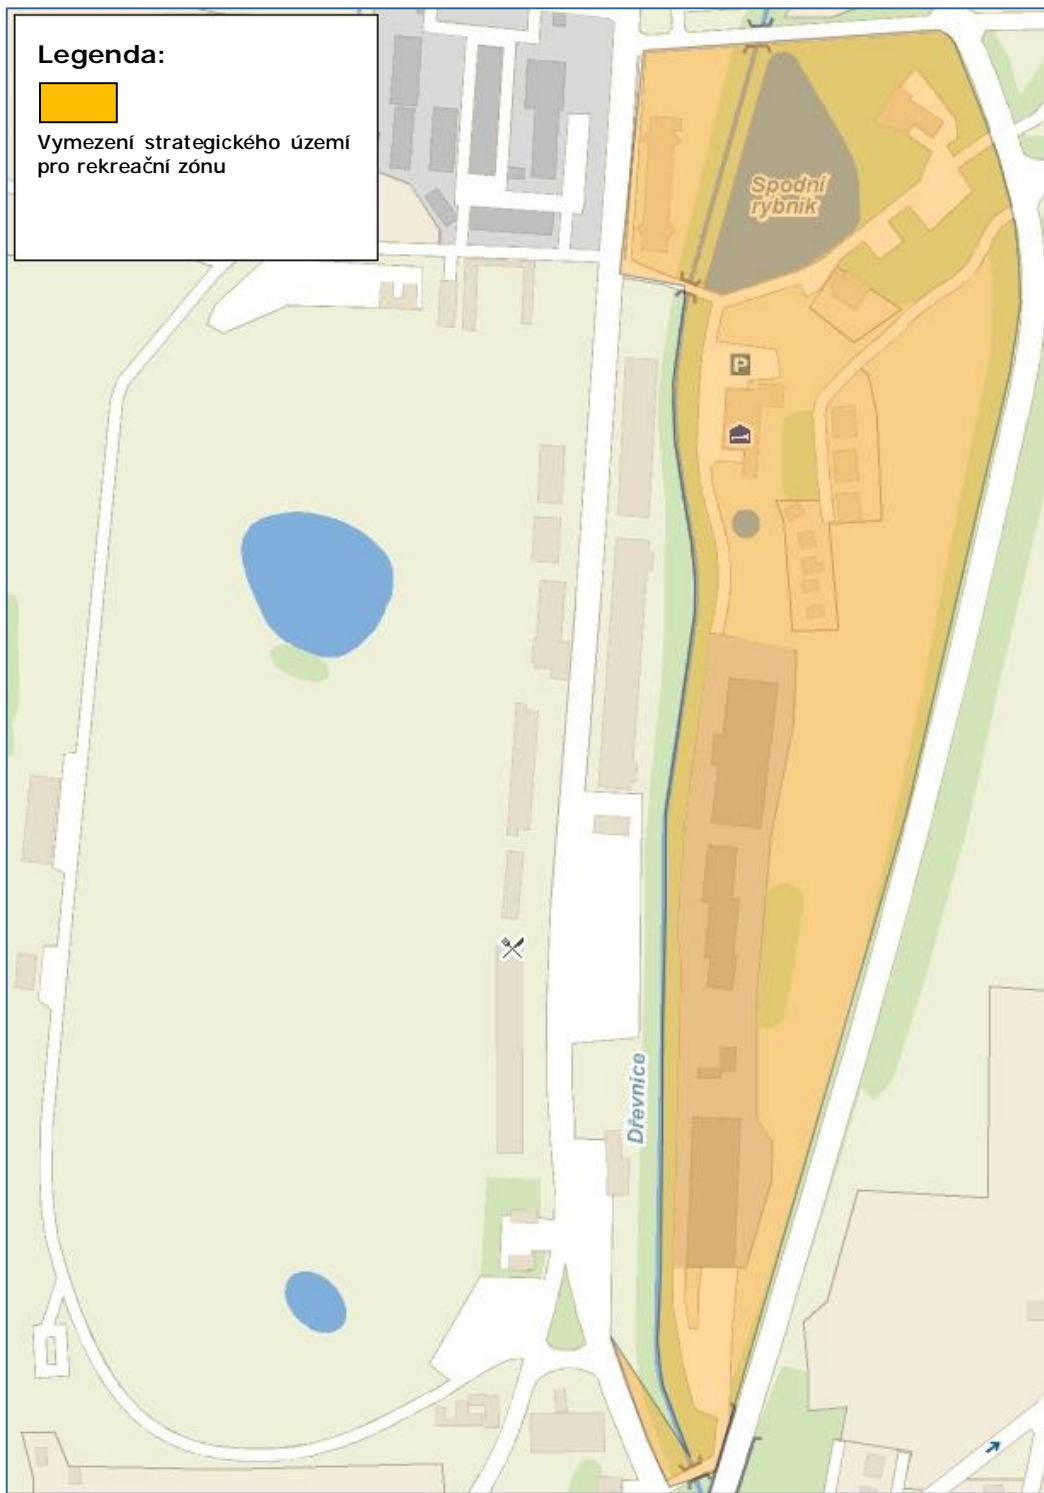 Legenda:
Vymezení strategického území
pro rekreační zónu
Spodní
rybník
P
Dřevnice